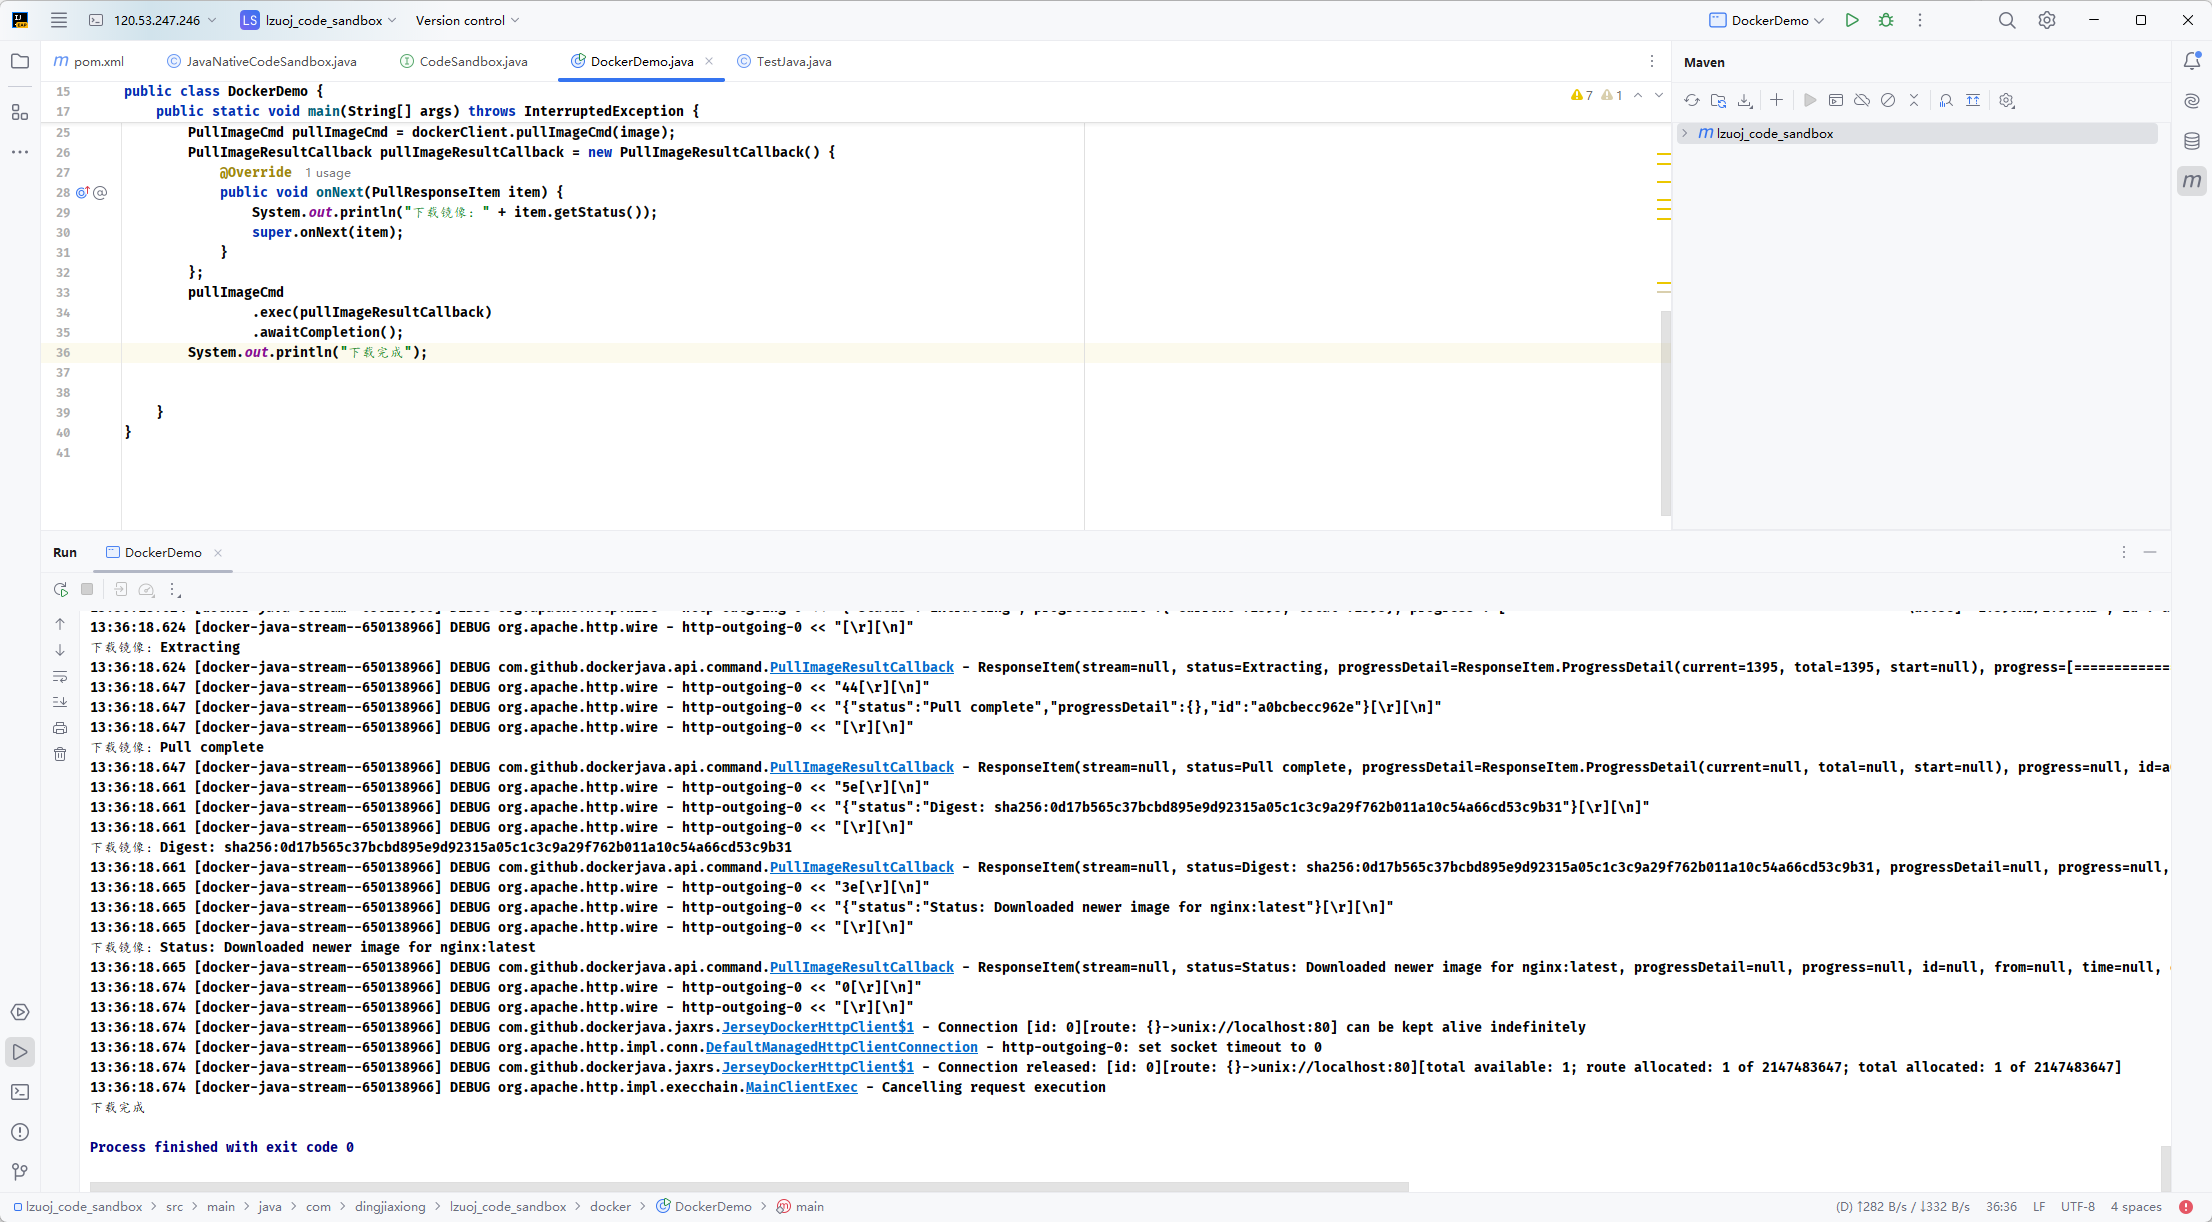 120.53.247.246 LS lzuoj_code_sandbox Version control DockerDemo
pom.xml JavaNativeCodeSandbox.java CodeSandbox.java DockerDemo.java TestJava.java Maven
15 public class DockerDemo { 7 1
17 public static void main(String[] args) throws InterruptedException {
25 PullImageCmd pullImageCmd = dockerClient.pullImageCmd(image);
lzuoj_code_sandbox
26 PullImageResultCallback pullImageResultCallback = new PullImageResultCallback() {
27 @Override 1 usage
28 public void onNext(PullResponseItem item) {
29 System.out.println("下载镜像：" + item.getStatus());
30 super.onNext(item);
31 }
32 };
33 pullImageCmd
34 .exec(pullImageResultCallback)
35 .awaitCompletion();
36 System.out.println("下载完成");
37
38
39 }
40 }
41
Run DockerDemo
13:36:18.624 [docker-java-stream--650138966] DEBUG org.apache.http.wire - http-outgoing-0 << "[\r][\n]"
下载镜像：Extracting
13:36:18.624 [docker-java-stream--650138966] DEBUG com.github.dockerjava.api.command.PullImageResultCallback - ResponseItem(stream=null, status=Extracting, progressDetail=ResponseItem.ProgressDetail(current=1395, total=1395, start=null), progress=[============
13:36:18.647 [docker-java-stream--650138966] DEBUG org.apache.http.wire - http-outgoing-0 << "44[\r][\n]"
13:36:18.647 [docker-java-stream--650138966] DEBUG org.apache.http.wire - http-outgoing-0 << "{"status":"Pull complete","progressDetail":{},"id":"a0bcbecc962e"}[\r][\n]"
13:36:18.647 [docker-java-stream--650138966] DEBUG org.apache.http.wire - http-outgoing-0 << "[\r][\n]"
下载镜像：Pull complete
13:36:18.647 [docker-java-stream--650138966] DEBUG com.github.dockerjava.api.command.PullImageResultCallback - ResponseItem(stream=null, status=Pull complete, progressDetail=ResponseItem.ProgressDetail(current=null, total=null, start=null), progress=null, id=a
13:36:18.661 [docker-java-stream--650138966] DEBUG org.apache.http.wire - http-outgoing-0 << "5e[\r][\n]"
13:36:18.661 [docker-java-stream--650138966] DEBUG org.apache.http.wire - http-outgoing-0 << "{"status":"Digest: sha256:0d17b565c37bcbd895e9d92315a05c1c3c9a29f762b011a10c54a66cd53c9b31"}[\r][\n]"
13:36:18.661 [docker-java-stream--650138966] DEBUG org.apache.http.wire - http-outgoing-0 << "[\r][\n]"
下载镜像：Digest: sha256:0d17b565c37bcbd895e9d92315a05c1c3c9a29f762b011a10c54a66cd53c9b31
13:36:18.661 [docker-java-stream--650138966] DEBUG com.github.dockerjava.api.command.PullImageResultCallback - ResponseItem(stream=null, status=Digest: sha256:0d17b565c37bcbd895e9d92315a05c1c3c9a29f762b011a10c54a66cd53c9b31, progressDetail=null, progress=null,
13:36:18.665 [docker-java-stream--650138966] DEBUG org.apache.http.wire - http-outgoing-0 << "3e[\r][\n]"
13:36:18.665 [docker-java-stream--650138966] DEBUG org.apache.http.wire - http-outgoing-0 << "{"status":"Status: Downloaded newer image for nginx:latest"}[\r][\n]"
13:36:18.665 [docker-java-stream--650138966] DEBUG org.apache.http.wire - http-outgoing-0 << "[\r][\n]"
下载镜像：Status: Downloaded newer image for nginx:latest
13:36:18.665 [docker-java-stream--650138966] DEBUG com.github.dockerjava.api.command.PullImageResultCallback - ResponseItem(stream=null, status=Status: Downloaded newer image for nginx:latest, progressDetail=null, progress=null, id=null, from=null, time=null,
13:36:18.674 [docker-java-stream--650138966] DEBUG org.apache.http.wire - http-outgoing-0 << "0[\r][\n]"
13:36:18.674 [docker-java-stream--650138966] DEBUG org.apache.http.wire - http-outgoing-0 << "[\r][\n]"
13:36:18.674 [docker-java-stream--650138966] DEBUG com.github.dockerjava.jaxrs.JerseyDockerHttpClient$1 - Connection [id: 0][route: {}->unix://localhost:80] can be kept alive indefinitely
13:36:18.674 [docker-java-stream--650138966] DEBUG org.apache.http.impl.conn.DefaultManagedHttpClientConnection - http-outgoing-0: set socket timeout to 0
13:36:18.674 [docker-java-stream--650138966] DEBUG com.github.dockerjava.jaxrs.JerseyDockerHttpClient$1 - Connection released: [id: 0][route: {}->unix://localhost:80][total available: 1; route allocated: 1 of 2147483647; total allocated: 1 of 2147483647]
13:36:18.674 [docker-java-stream--650138966] DEBUG org.apache.http.impl.execchain.MainClientExec - Cancelling request execution
下载完成
Process finished with exit code 0
lzuoj_code_sandbox > src > main > java > com > dingjiaxiong > lzuoj_code_sandbox > docker > DockerDemo > main (D) ↑282 B/s / ↓332 B/s 36:36 LF UTF-8 4 spaces